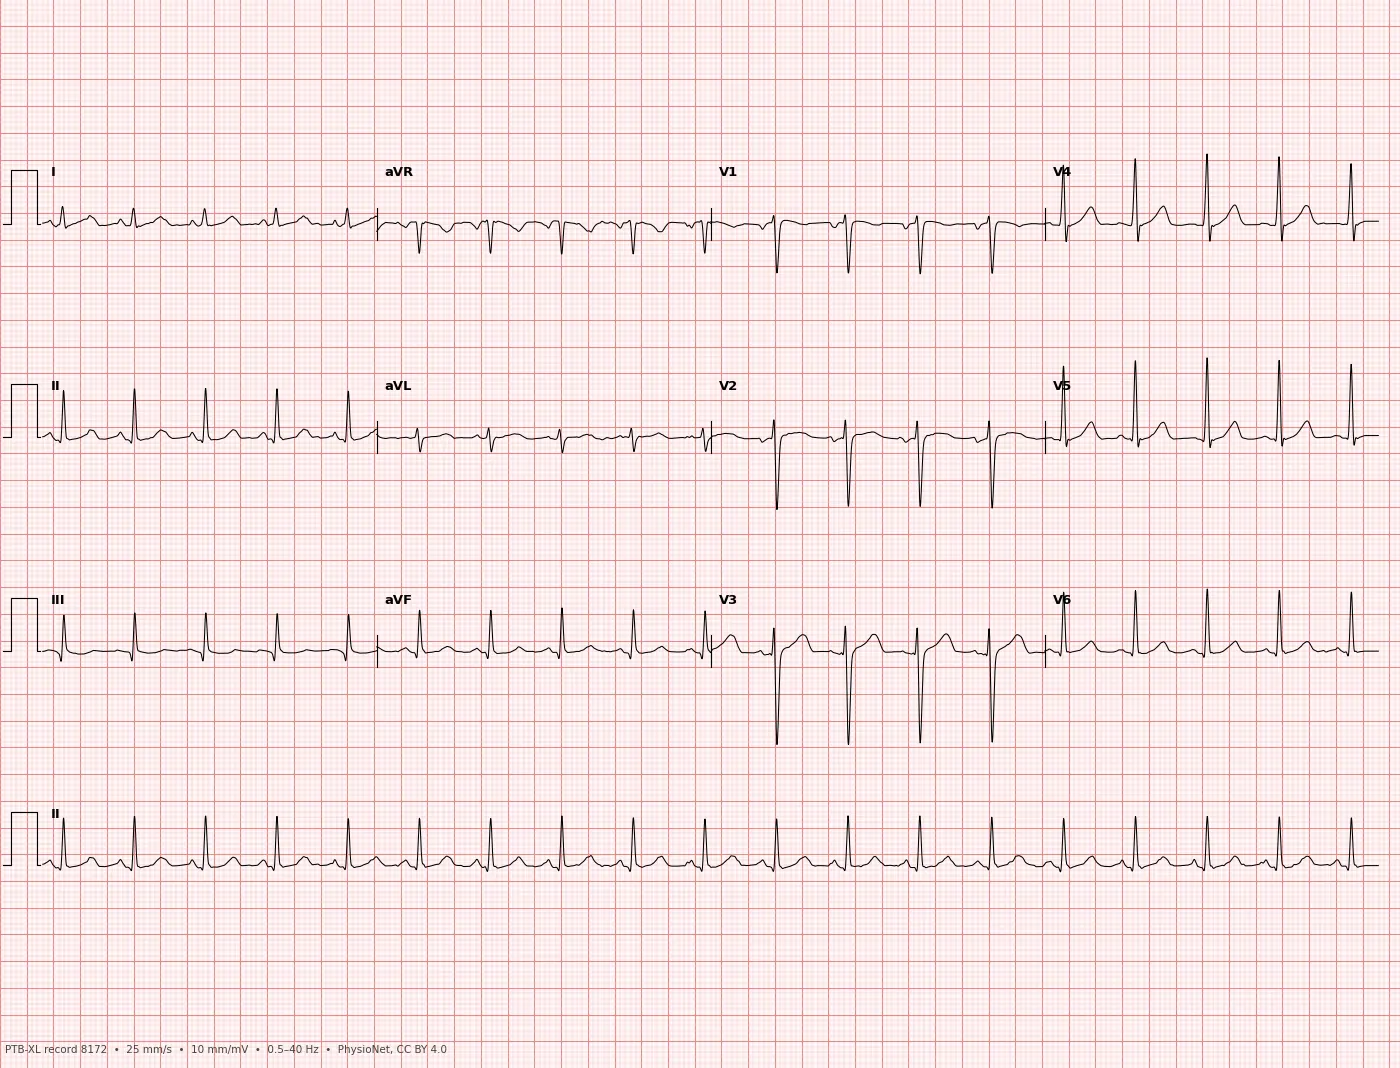 I aVR V1 V4
II aVL V2 V5
III aVF V3 V6
II
PTB-XL record 8172 • 25 mm/s • 10 mm/mV • 0.5–40 Hz • PhysioNet, CC BY 4.0